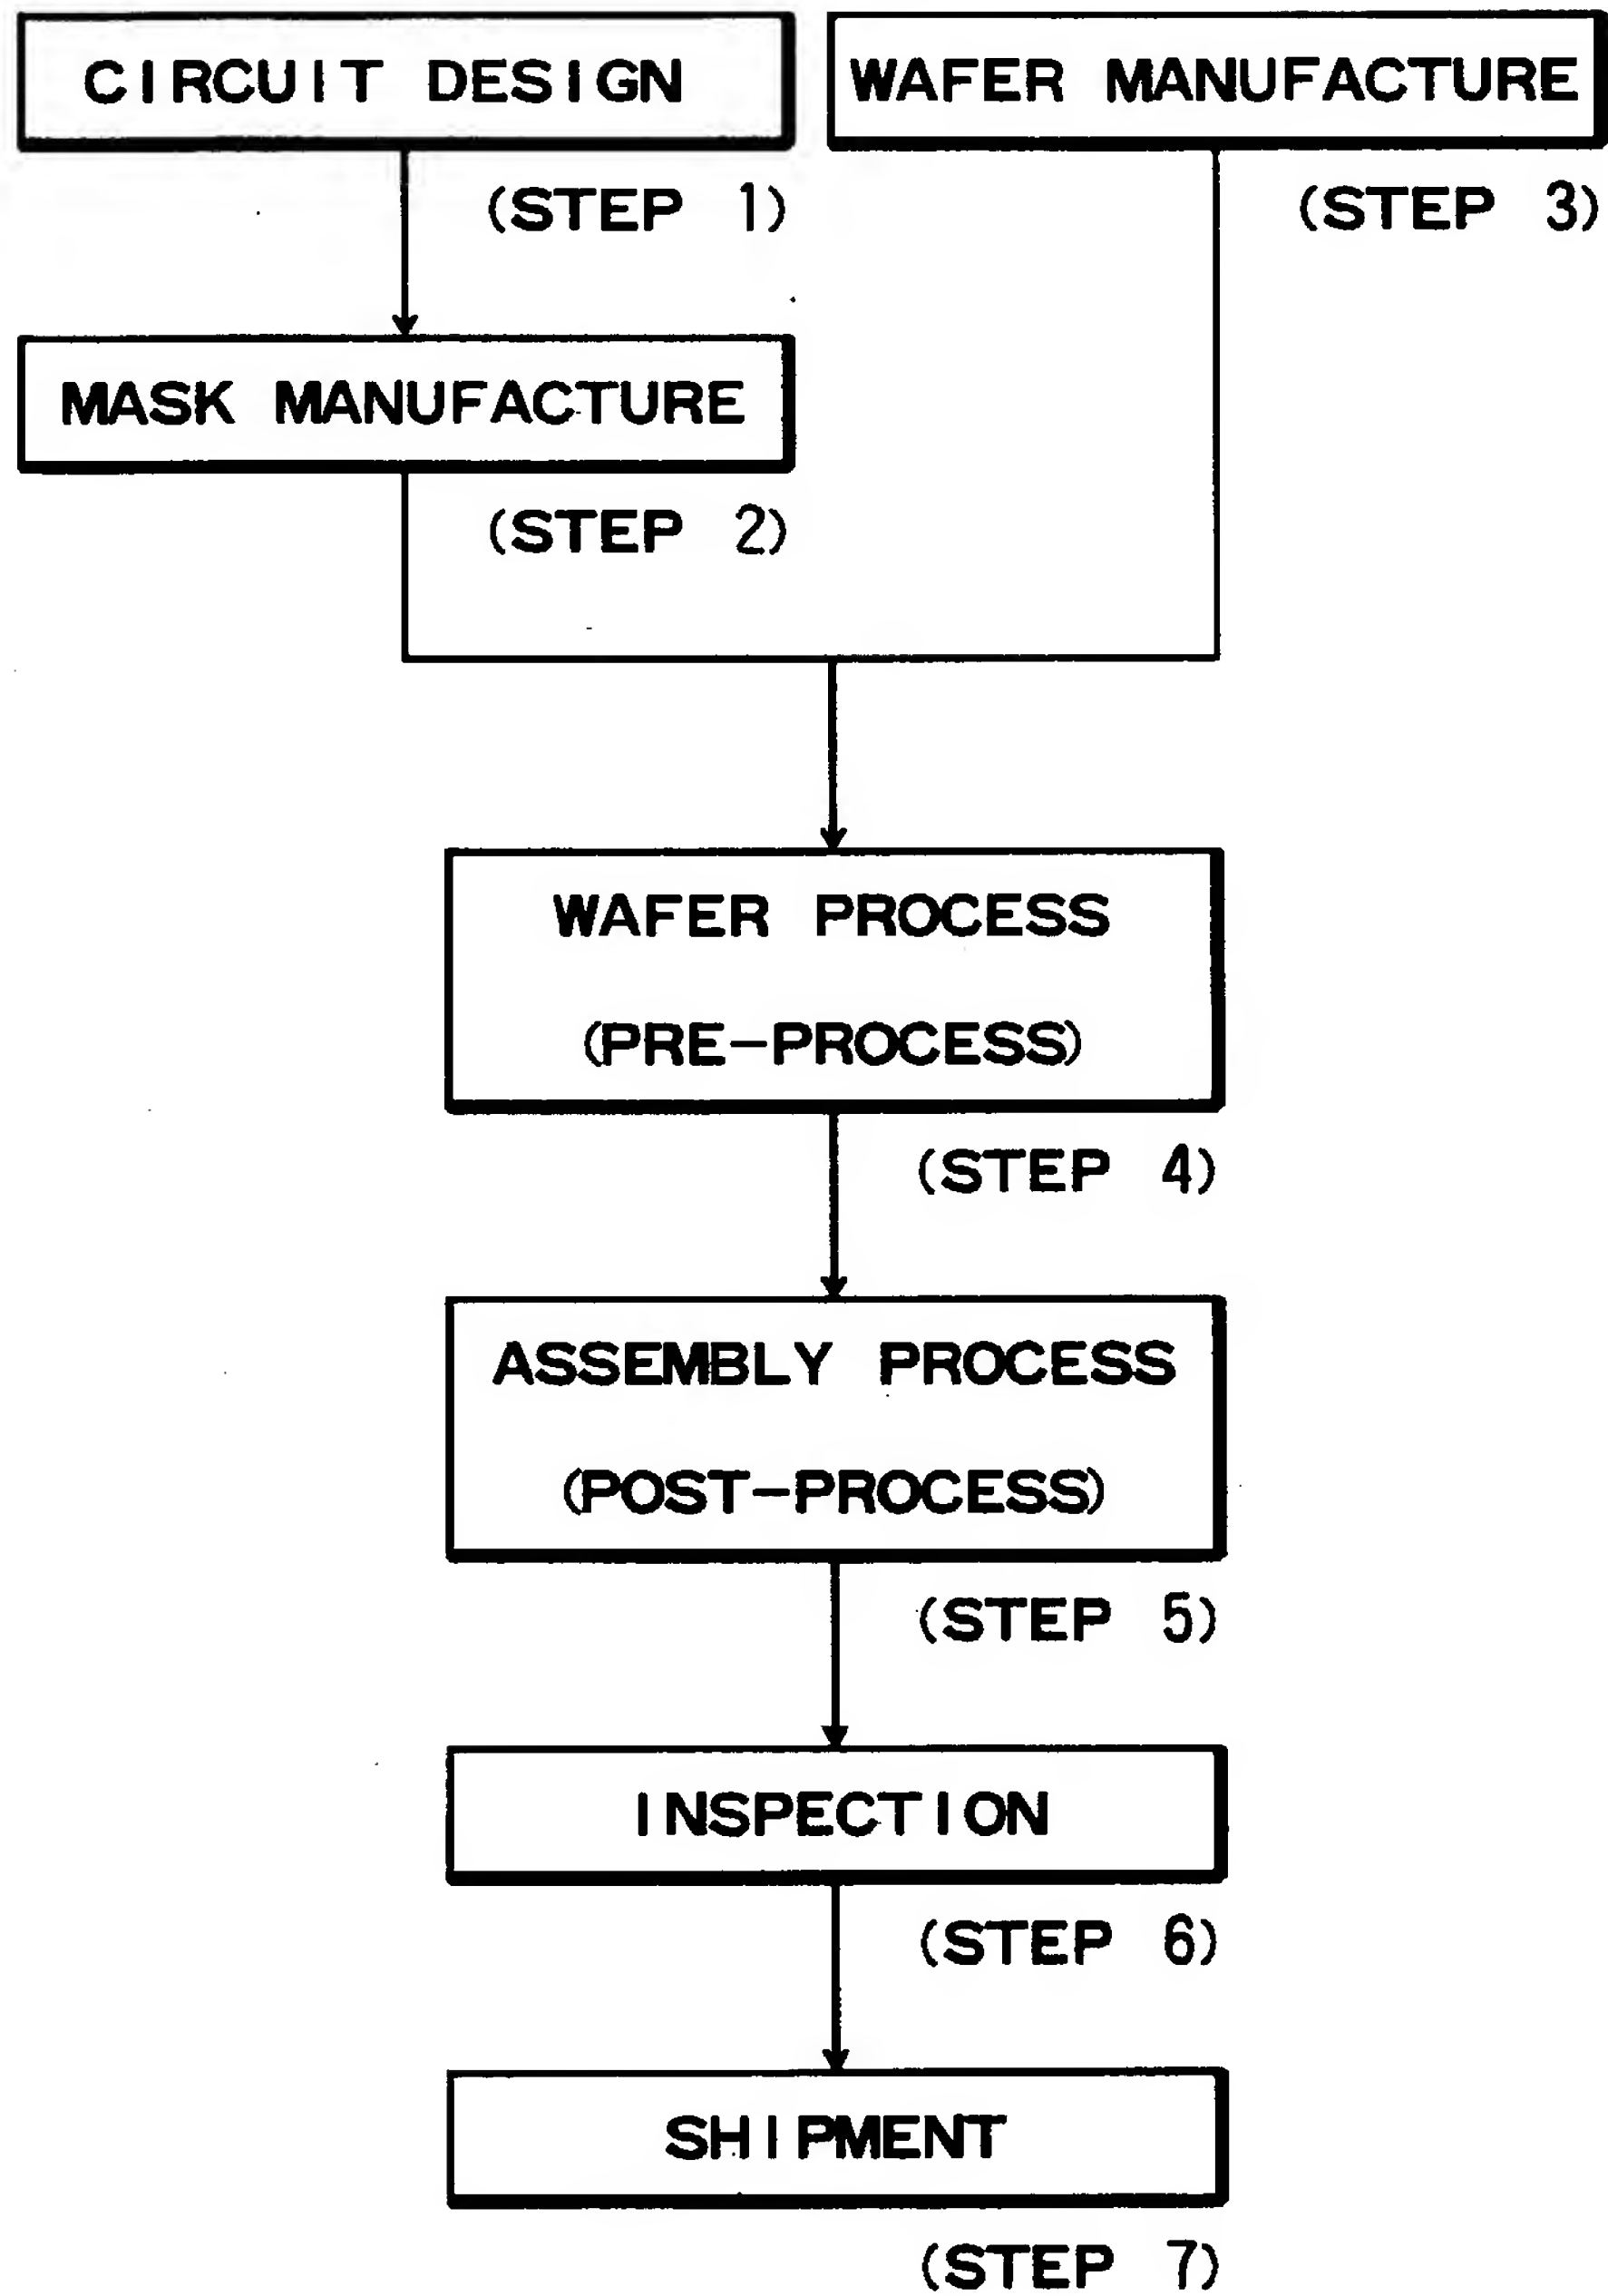 CIRCUIT DESIGN
(STEP 1)
WAFER MANUFACTURE
(STEP 3)
MASK MANUFACTURE
(STEP 2)
WAFER PROCESS
(PRE-PROCESS)
(STEP 4)
ASSEMBLY PROCESS
(POST-PROCESS)
(STEP 5)
INSPECTION
(STEP 6)
SHIPMENT
(STEP 7)